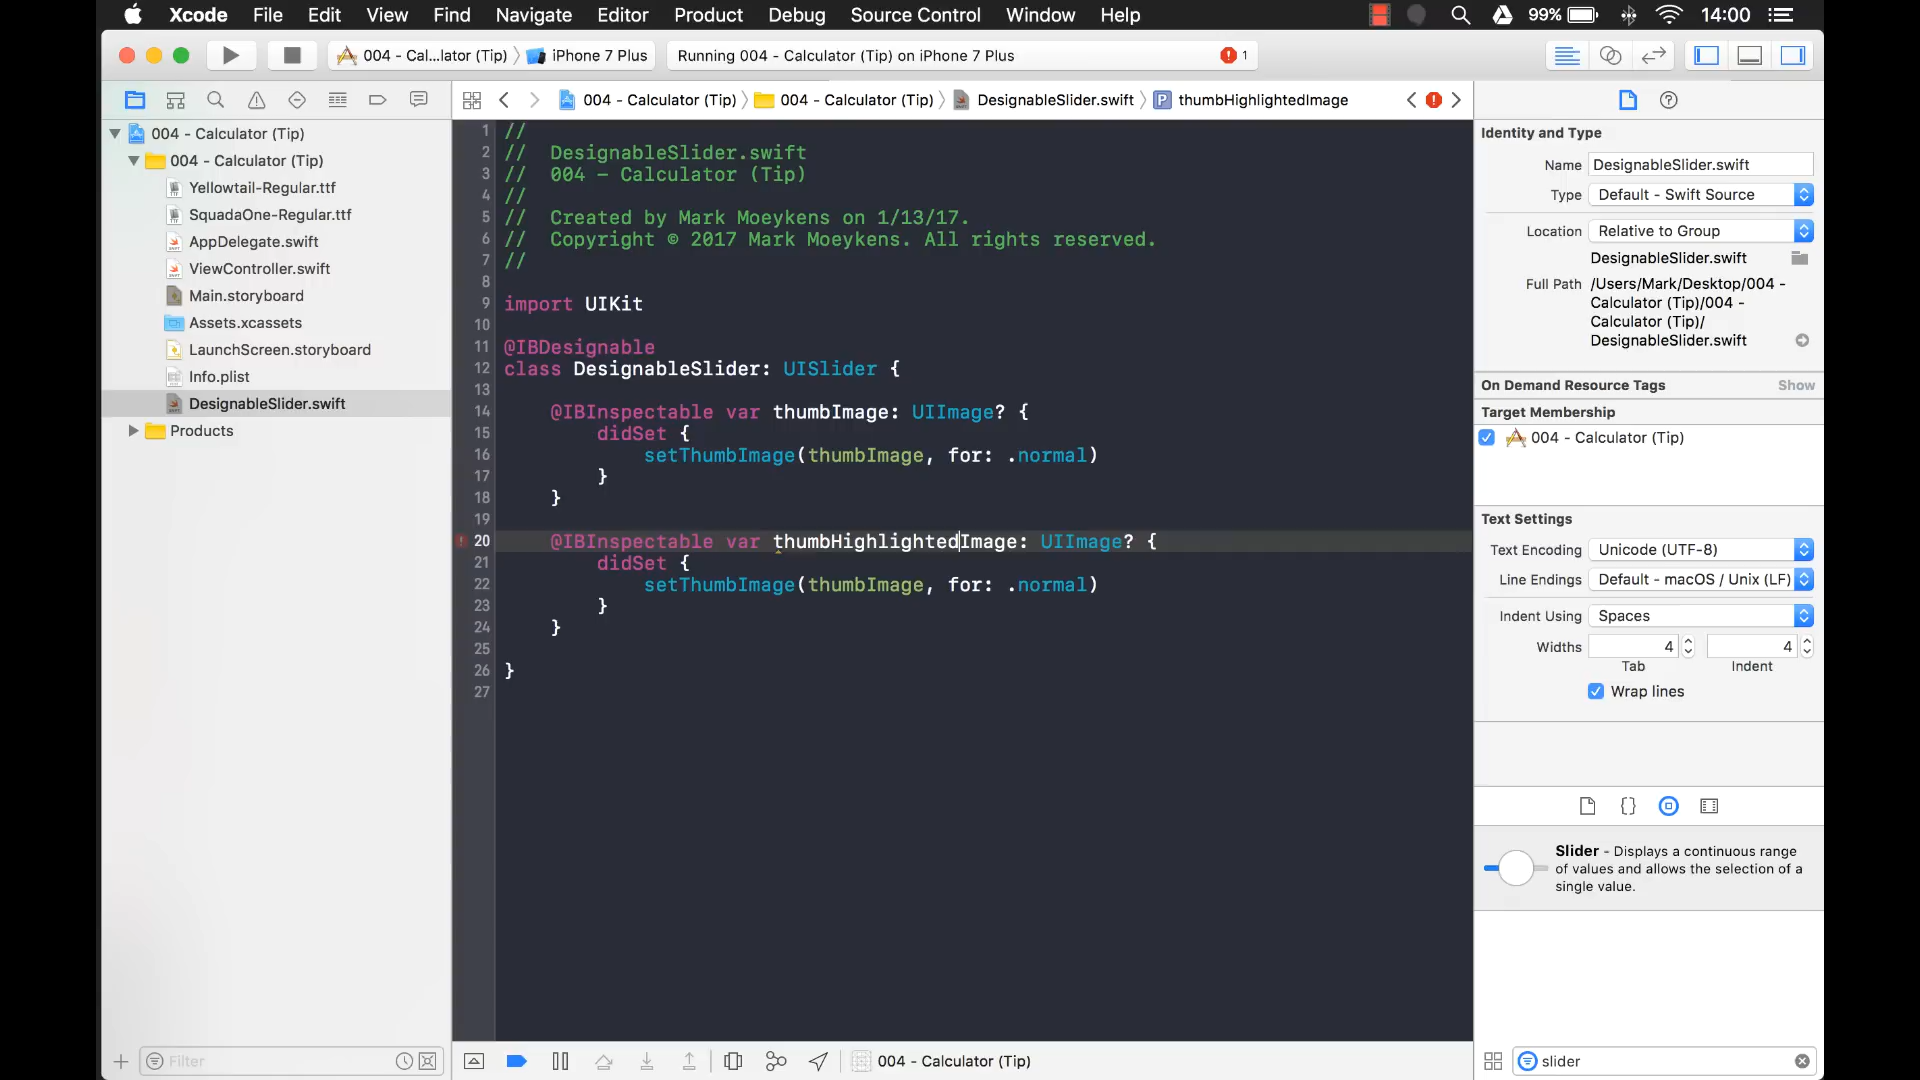 Xcode File Edit View Find Navigate Editor Product Debug Source Control Window Help 99% 14:00
004 - Cal...lator (Tip) iPhone 7 Plus Running 004 - Calculator (Tip) on iPhone 7 Plus 1
004 - Calculator (Tip) 004 - Calculator (Tip) DesignableSlider.swift P thumbHighlightedImage
004 - Calculator (Tip)
004 - Calculator (Tip)
Yellowtail-Regular.ttf
SquadaOne-Regular.ttf
AppDelegate.swift
ViewController.swift
Main.storyboard
Assets.xcassets
LaunchScreen.storyboard
Info.plist
DesignableSlider.swift
Products
Filter
1 //
2 // DesignableSlider.swift
3 // 004 - Calculator (Tip)
4 //
5 // Created by Mark Moeykens on 1/13/17.
6 // Copyright © 2017 Mark Moeykens. All rights reserved.
7 //
8
9 import UIKit
10
11 @IBDesignable
12 class DesignableSlider: UISlider {
13
14 @IBInspectable var thumbImage: UIImage? {
15 didSet {
16 setThumbImage(thumbImage, for: .normal)
17 }
18 }
19
20 @IBInspectable var thumbHighlightedImage: UIImage? {
21 didSet {
22 setThumbImage(thumbImage, for: .normal)
23 }
24 }
25
26 }
27
004 - Calculator (Tip)
Identity and Type
Name DesignableSlider.swift
Type Default - Swift Source
Location Relative to Group
DesignableSlider.swift
Full Path /Users/Mark/Desktop/004 -
Calculator (Tip)/004 -
Calculator (Tip)/
DesignableSlider.swift
On Demand Resource Tags Show
Target Membership
004 - Calculator (Tip)
Text Settings
Text Encoding Unicode (UTF-8)
Line Endings Default - macOS / Unix (LF)
Indent Using Spaces
Widths 4 4
Tab Indent
Wrap lines
Slider - Displays a continuous range
of values and allows the selection of a
single value.
slider